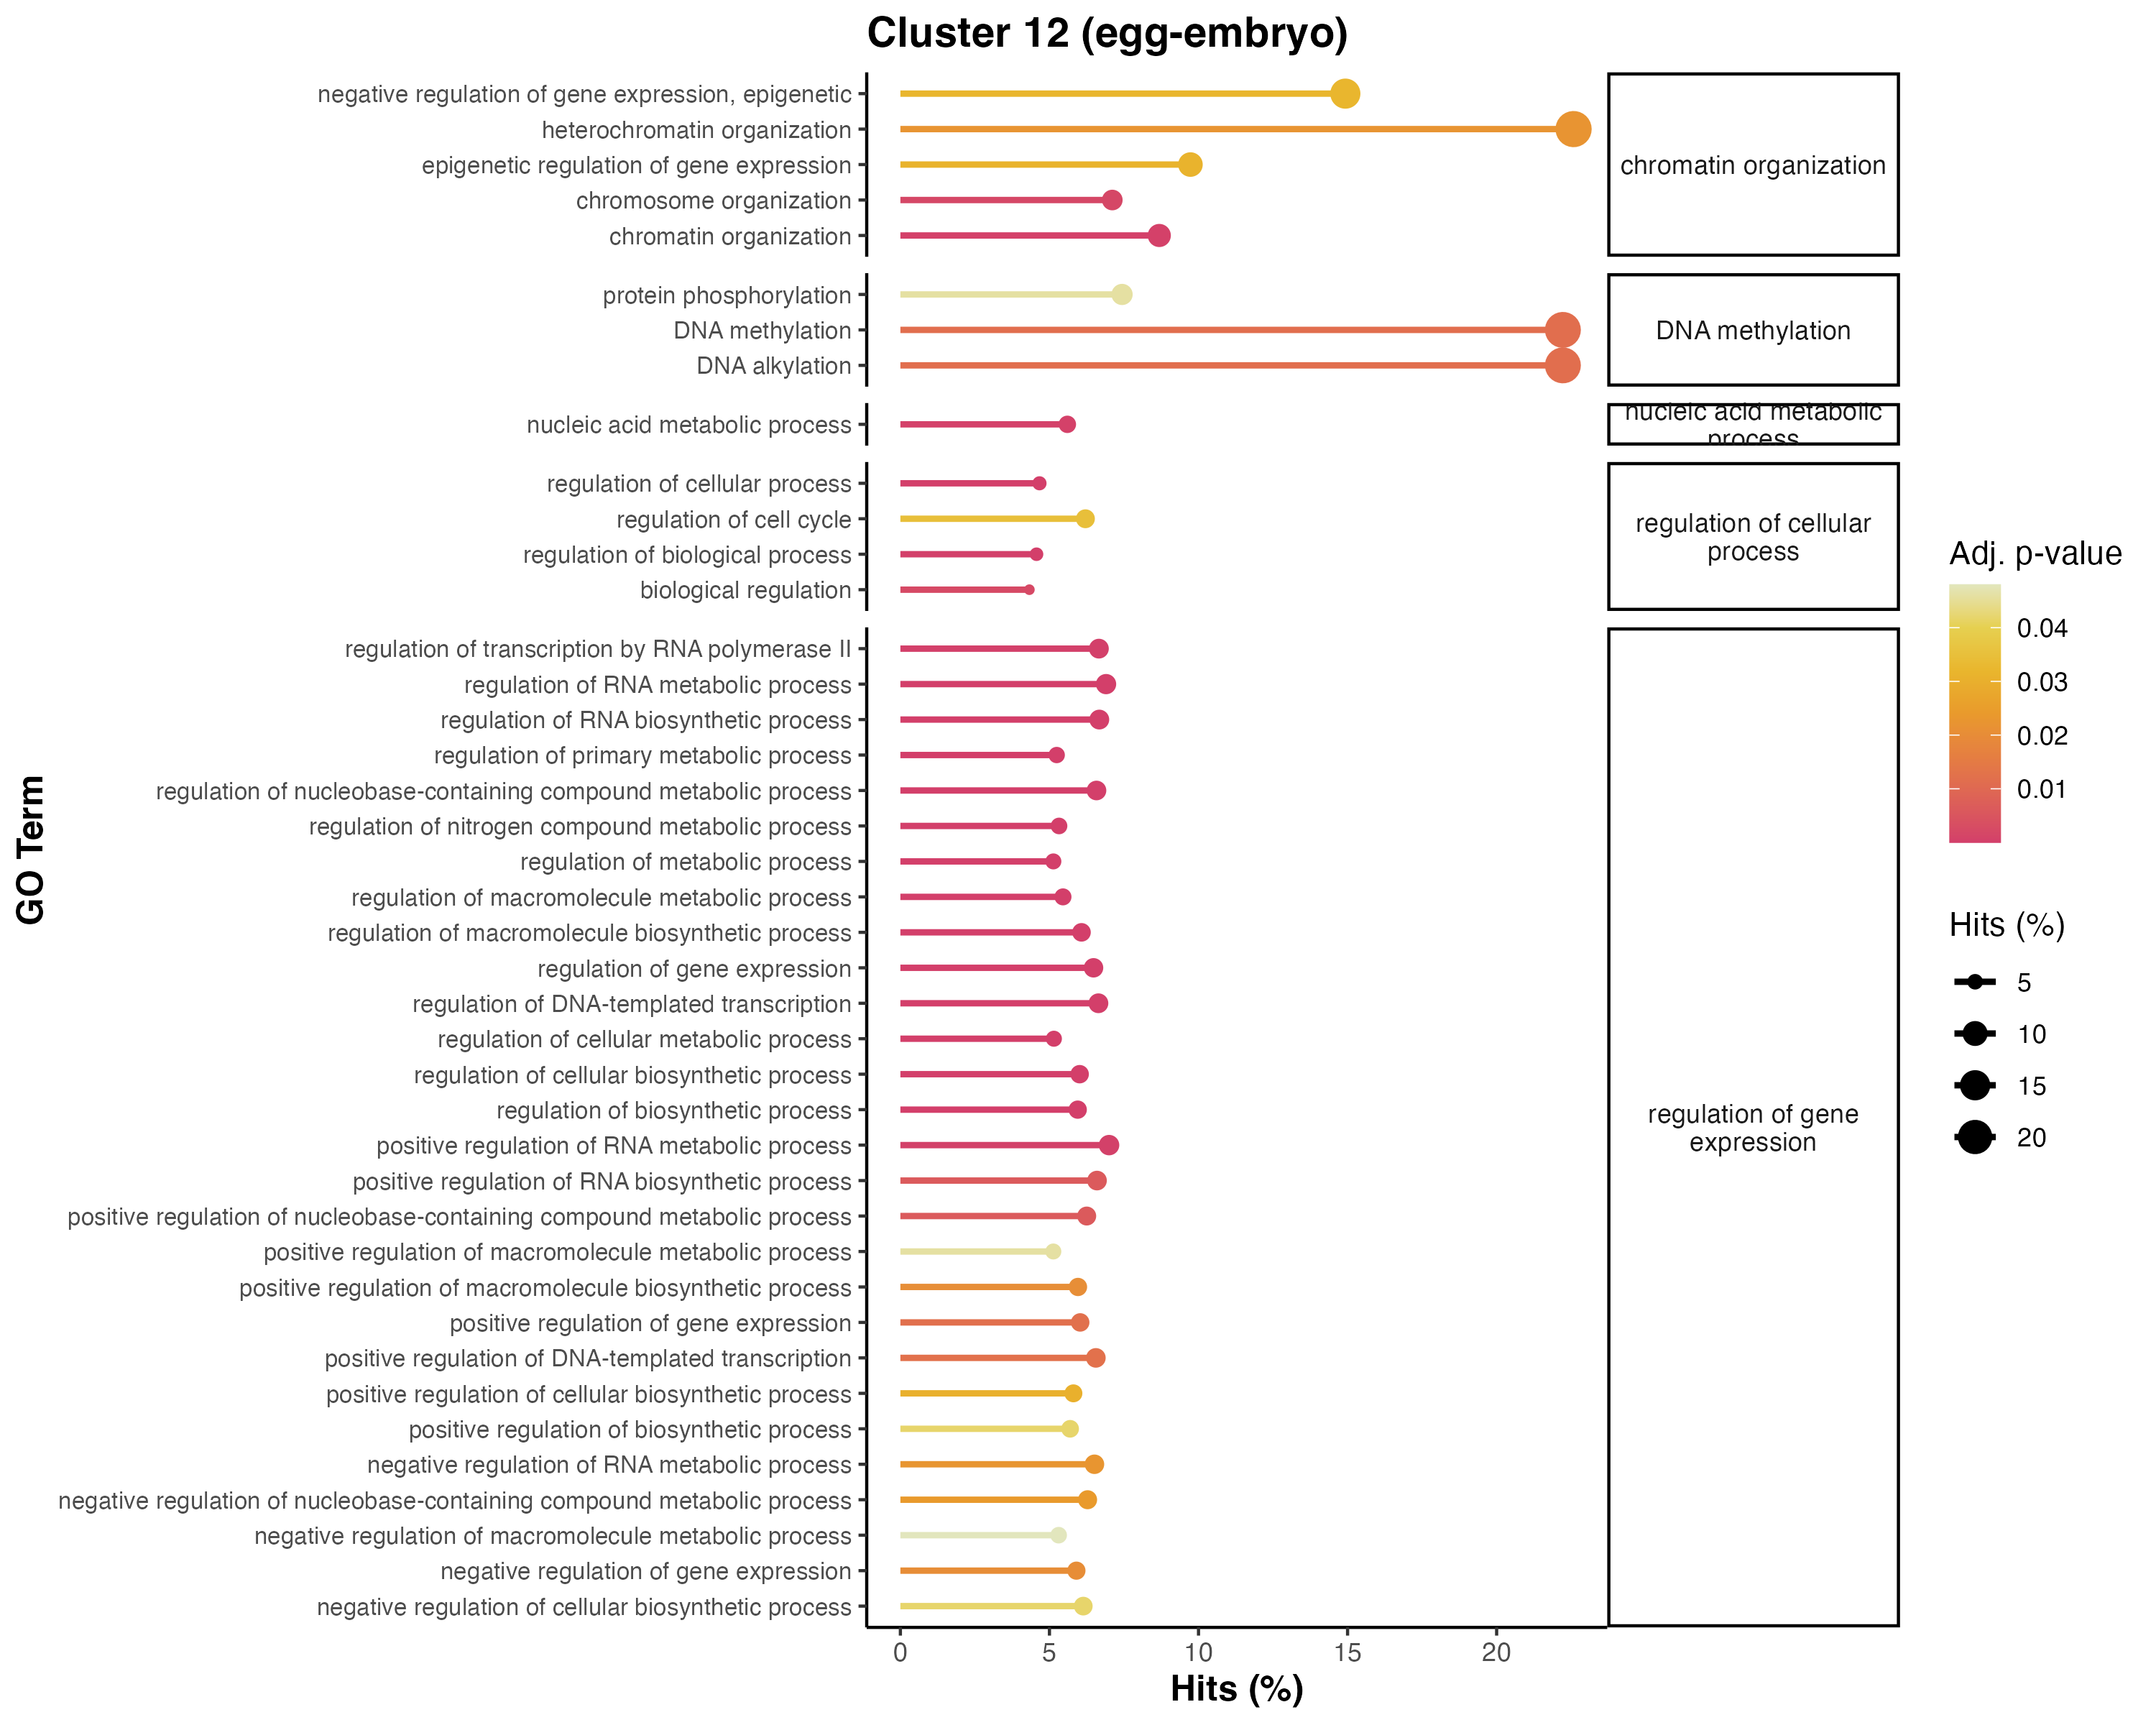 Cluster 12 (egg-embryo)
negative regulation of gene expression, epigenetic
heterochromatin organization
epigenetic regulation of gene expression
chromosome organization
chromatin organization
chromatin organization
protein phosphorylation
DNA methylation
DNA alkylation
DNA methylation
nucleic acid metabolic process
nucleic acid metabolic
process
regulation of cellular process
regulation of cell cycle
regulation of biological process
biological regulation
regulation of cellular
process
regulation of transcription by RNA polymerase II
regulation of RNA metabolic process
regulation of RNA biosynthetic process
regulation of primary metabolic process
regulation of nucleobase-containing compound metabolic process
regulation of nitrogen compound metabolic process
regulation of metabolic process
regulation of macromolecule metabolic process
regulation of macromolecule biosynthetic process
regulation of gene expression
regulation of DNA-templated transcription
regulation of cellular metabolic process
regulation of cellular biosynthetic process
regulation of biosynthetic process
positive regulation of RNA metabolic process
positive regulation of RNA biosynthetic process
positive regulation of nucleobase-containing compound metabolic process
positive regulation of macromolecule metabolic process
positive regulation of macromolecule biosynthetic process
positive regulation of gene expression
positive regulation of DNA-templated transcription
positive regulation of cellular biosynthetic process
positive regulation of biosynthetic process
negative regulation of RNA metabolic process
negative regulation of nucleobase-containing compound metabolic process
negative regulation of macromolecule metabolic process
negative regulation of gene expression
negative regulation of cellular biosynthetic process
regulation of gene
expression
GO Term
0 5 10 15 20
Hits (%)
Adj. p-value
0.04
0.03
0.02
0.01
Hits (%)
5
10
15
20